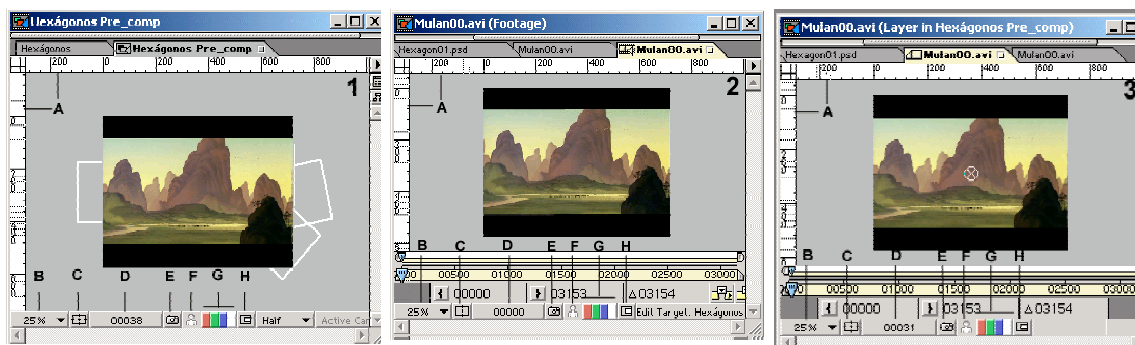 Hexágonos Pre_comp
Hexágonos Hexágonos Pre_comp
200 0 200 400 600 800
1
A
B C D E F G H
25% 00038 Half Active Car
Mulan00.avi (Footage)
Hexagon01.psd Mulan00.avi Mulan00.avi
200 0 200 400 600 800
2
A
B C D E F G H
00500 01000 01500 02000 02500 03000
00000 03153 Δ03154
25% 00000 Edit Target: Hexágonos
Mulan00.avi (Layer in Hexágonos Pre_comp)
Hexagon01.psd Mulan00.avi Mulan00.avi
200 0 200 400 600 800
3
A
B C D E F G H
00500 01000 01500 02000 02500 03000
00000 03153 Δ03154
25% 00031